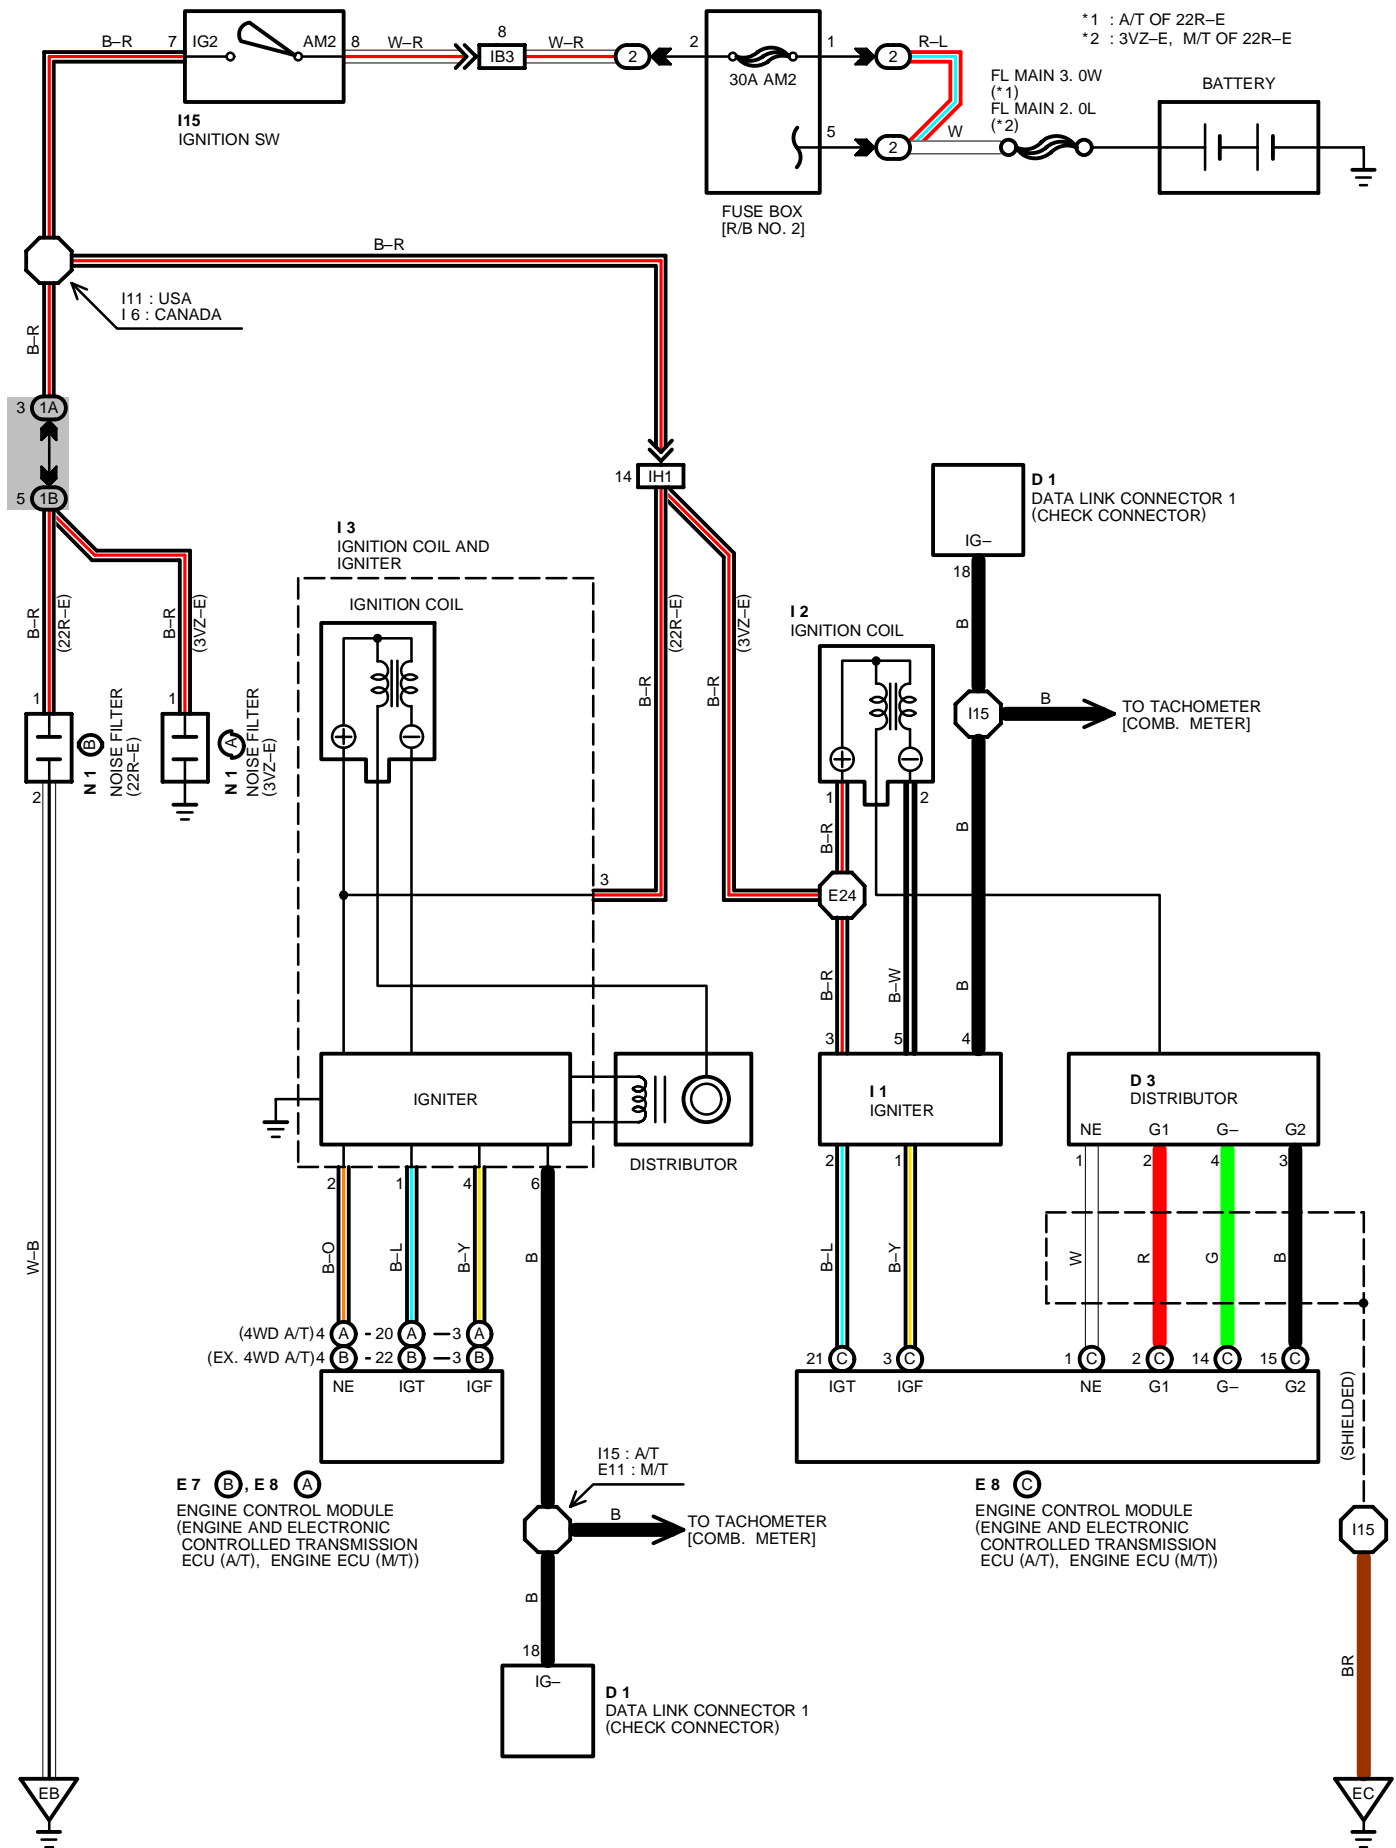 *1 : A/T OF 22R–E
*2 : 3VZ–E, M/T OF 22R–E
B–R
7
IG2
AM2
8
W–R
8
IB3
W–R
2
2
30A AM2
1
2
R–L
5
2
W
FL MAIN 3. 0W
(*1)
FL MAIN 2. 0L
(*2)
BATTERY
I15
IGNITION SW
FUSE BOX
[R/B NO. 2]
B–R
I11 : USA
I 6 : CANADA
B–R
3
1A
5
1B
14
IH1
D 1
DATA LINK CONNECTOR 1
(CHECK CONNECTOR)
IG–
18
B
I 3
IGNITION COIL AND
IGNITER
IGNITION COIL
B–R
(22R–E)
B–R
(3VZ–E)
B–R
(22R–E)
B–R
(3VZ–E)
I 2
IGNITION COIL
1
2
N 1 B
NOISE FILTER
(22R–E)
1
N 1 A
NOISE FILTER
(3VZ–E)
I15
B
TO TACHOMETER
[COMB. METER]
1
2
B–R
B
3
E24
B–R
B–W
B
3
5
4
IGNITER
DISTRIBUTOR
I 1
IGNITER
D 3
DISTRIBUTOR
NE
G1
G–
G2
2
1
4
6
2
1
1
2
4
3
W–B
B–O
B–L
B–Y
B
B–L
B–Y
W
R
G
B
(4WD A/T) 4 A - 20 A — 3 A
(EX. 4WD A/T) 4 B - 22 B — 3 B
NE
IGT
IGF
21 C
3 C
1 C
2 C
14 C
15 C
IGT
IGF
NE
G1
G–
G2
(SHIELDED)
E 7 B , E 8 A
ENGINE CONTROL MODULE
(ENGINE AND ELECTRONIC
CONTROLLED TRANSMISSION
ECU (A/T), ENGINE ECU (M/T))
I15 : A/T
E11 : M/T
B
TO TACHOMETER
[COMB. METER]
E 8 C
ENGINE CONTROL MODULE
(ENGINE AND ELECTRONIC
CONTROLLED TRANSMISSION
ECU (A/T), ENGINE ECU (M/T))
I15
B
18
IG–
D 1
DATA LINK CONNECTOR 1
(CHECK CONNECTOR)
BR
EB
EC